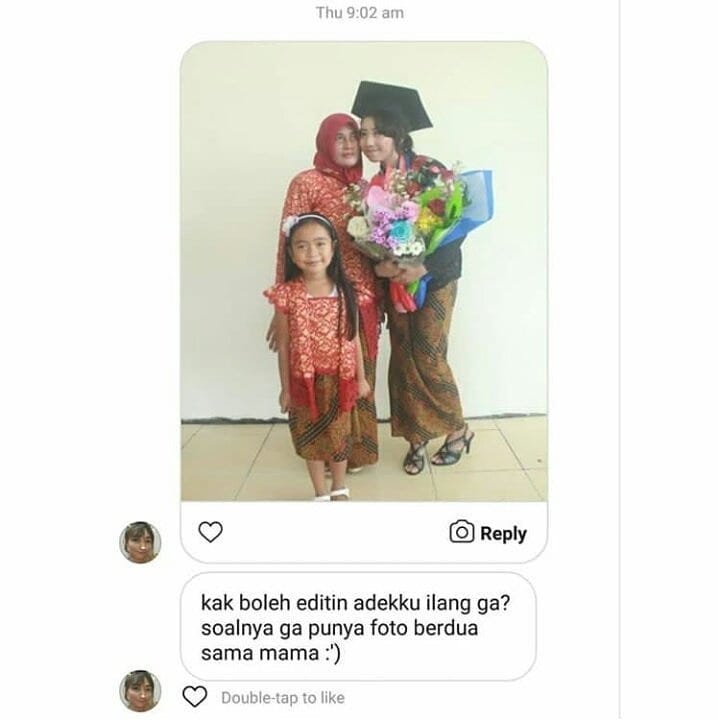 Thu 9:02 am
Reply
kak boleh editin adekku ilang ga?
soalnya ga punya foto berdua
sama mama :')
Double-tap to like